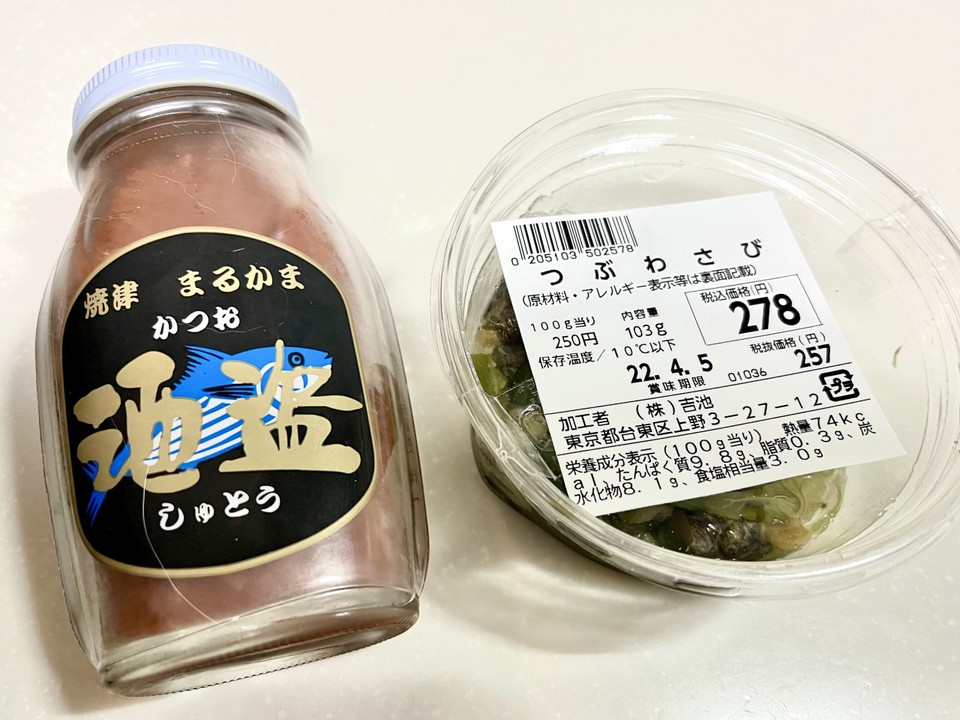 焼津 まるかま
かつお
酒盗
しゅとう
0 205103 502578
つぶわさび
(原材料・アレルギー表示等は裏面記載)
100g当り
250円
内容量
103g
税込価格(円)
278
保存温度/10℃以下
22.4.5
賞味期限
01036
税抜価格(円)
257
加工者 (株)吉池
東京都台東区上野3-27-12
プラ
栄養成分表示(100g当り) 熱量74kc
al、たんぱく質9.8g、脂質0.3g、炭
水化物8.1g、食塩相当量3.0g